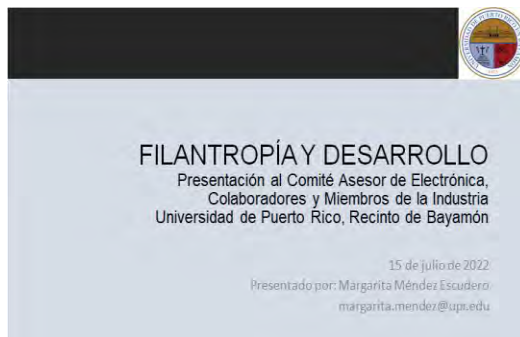 FILANTROPÍA Y DESARROLLO
Presentación al Comité Asesor de Electrónica,
Colaboradores y Miembros de la Industria
Universidad de Puerto Rico, Recinto de Bayamón
15 de julio de 2022
Presentado por: Margarita Méndez Escudero
margarita.mendez@upr.edu